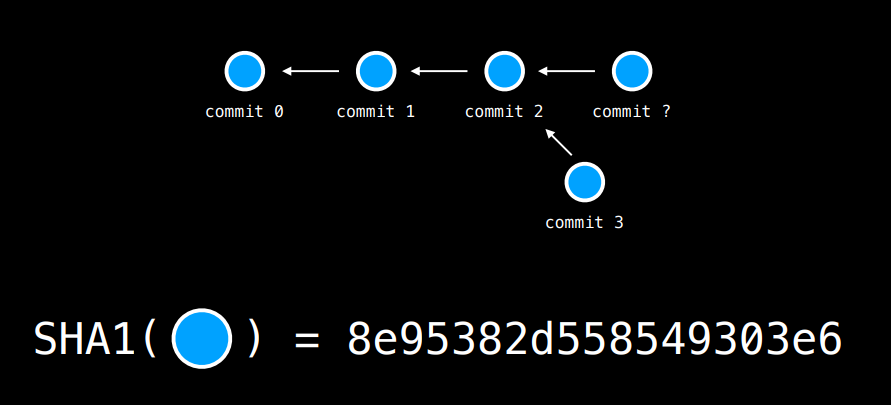 commit 0 commit 1 commit 2 commit ?
commit 3
SHA1( ) = 8e95382d558549303e6